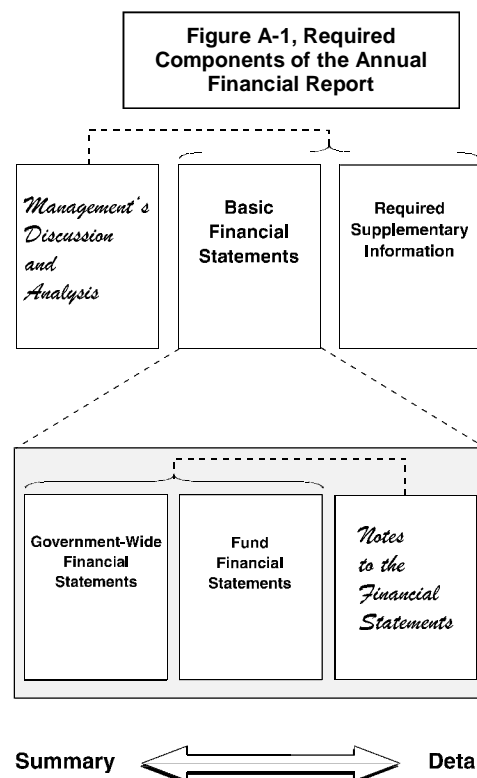 Figure A-1, Required
Components of the Annual
Financial Report
Management's
Discussion
and
Analysis
Basic
Financial
Statements
Required
Supplementary
Information
Government-Wide
Financial
Statements
Fund
Financial
Statements
Notes
to the
Financial
Statements
Summary
Deta